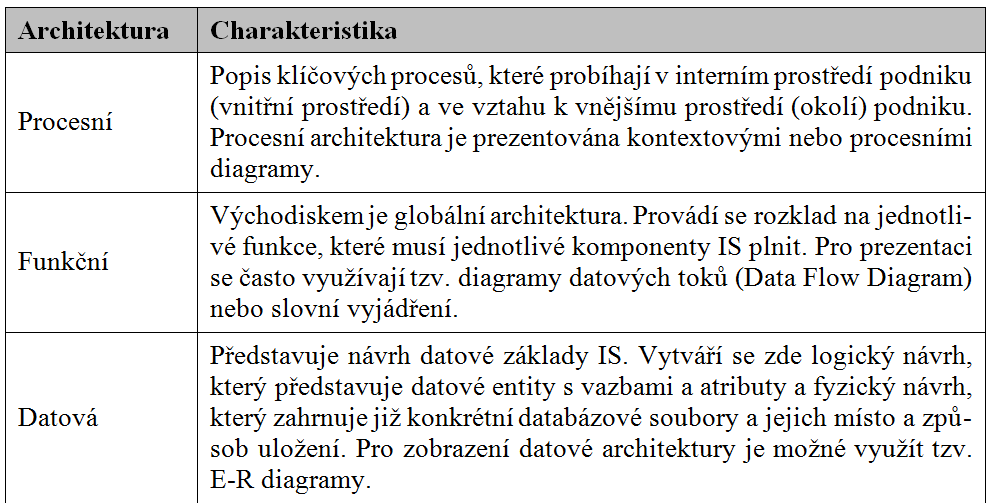 Architektura Charakteristika
Procesní
Popis klíčových procesů, které probíhají v interním prostředí podniku
(vnitřní prostředí) a ve vztahu k vnějšímu prostředí (okolí) podniku.
Procesní architektura je prezentována kontextovými nebo procesními
diagramy.
Funkční
Východiskem je globální architektura. Provádí se rozklad na jednotli-
vé funkce, které musí jednotlivé komponenty IS plnit. Pro prezentaci
se často využívají tzv. diagramy datových toků (Data Flow Diagram)
nebo slovní vyjádření.
Datová
Představuje návrh datové základy IS. Vytváří se zde logický návrh,
který představuje datové entity s vazbami a atributy a fyzický návrh,
který zahrnuje již konkrétní databázové soubory a jejich místo a způ-
sob uložení. Pro zobrazení datové architektury je možné využít tzv.
E-R diagramy.